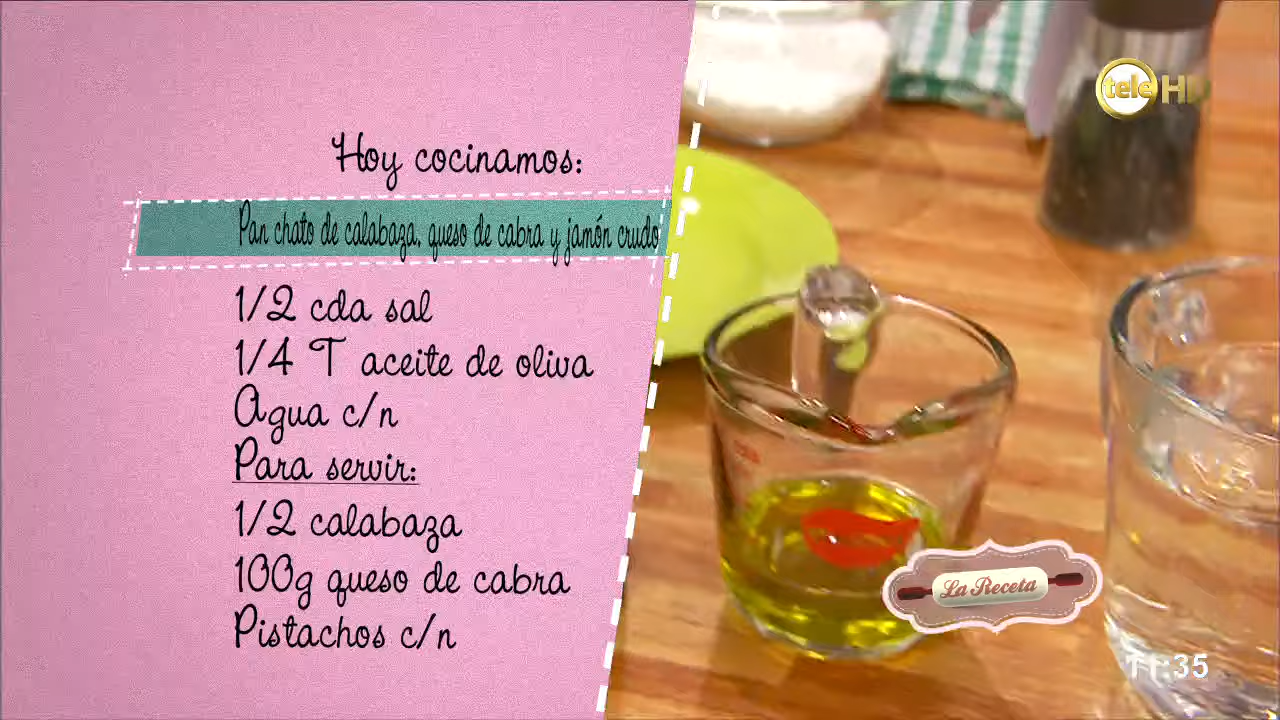 Hoy cocinamos:
Pan chato de calabaza, queso de cabra y jamón crudo
1/2 cda sal
1/4 T aceite de oliva
Agua c/n
Para servir:
1/2 calabaza
100g queso de cabra
Pistachos c/n
tele HD
La Receta
11:35